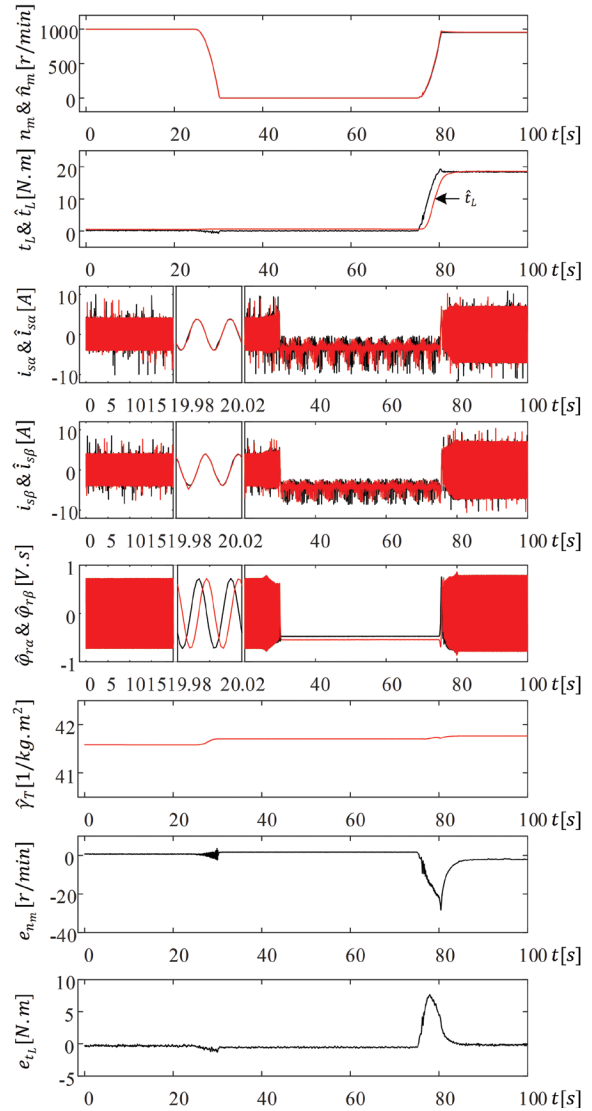 n_m & n̂_m [r/min]
1000
500
0
0 20 40 60 80 100 t[s]
t_L & t̂_L [N.m]
20
10
0
t̂_L
0 20 40 60 80 100 t[s]
i_sα & î_sα [A]
10
0
-10
0 5 10 15 19.98 20.02 40 60 80 100 t[s]
i_sβ & î_sβ [A]
10
0
-10
0 5 10 15 19.98 20.02 40 60 80 100 t[s]
φ̂_rα & φ̂_rβ [V.s]
1
0
-1
0 5 10 15 19.98 20.02 40 60 80 100 t[s]
γ̂_T [1/kg.m²]
42
41
0 20 40 60 80 100 t[s]
e_n_m [r/min]
0
-20
-40
0 20 40 60 80 100 t[s]
e_t_L [N.m]
10
5
0
-5
0 20 40 60 80 100 t[s]